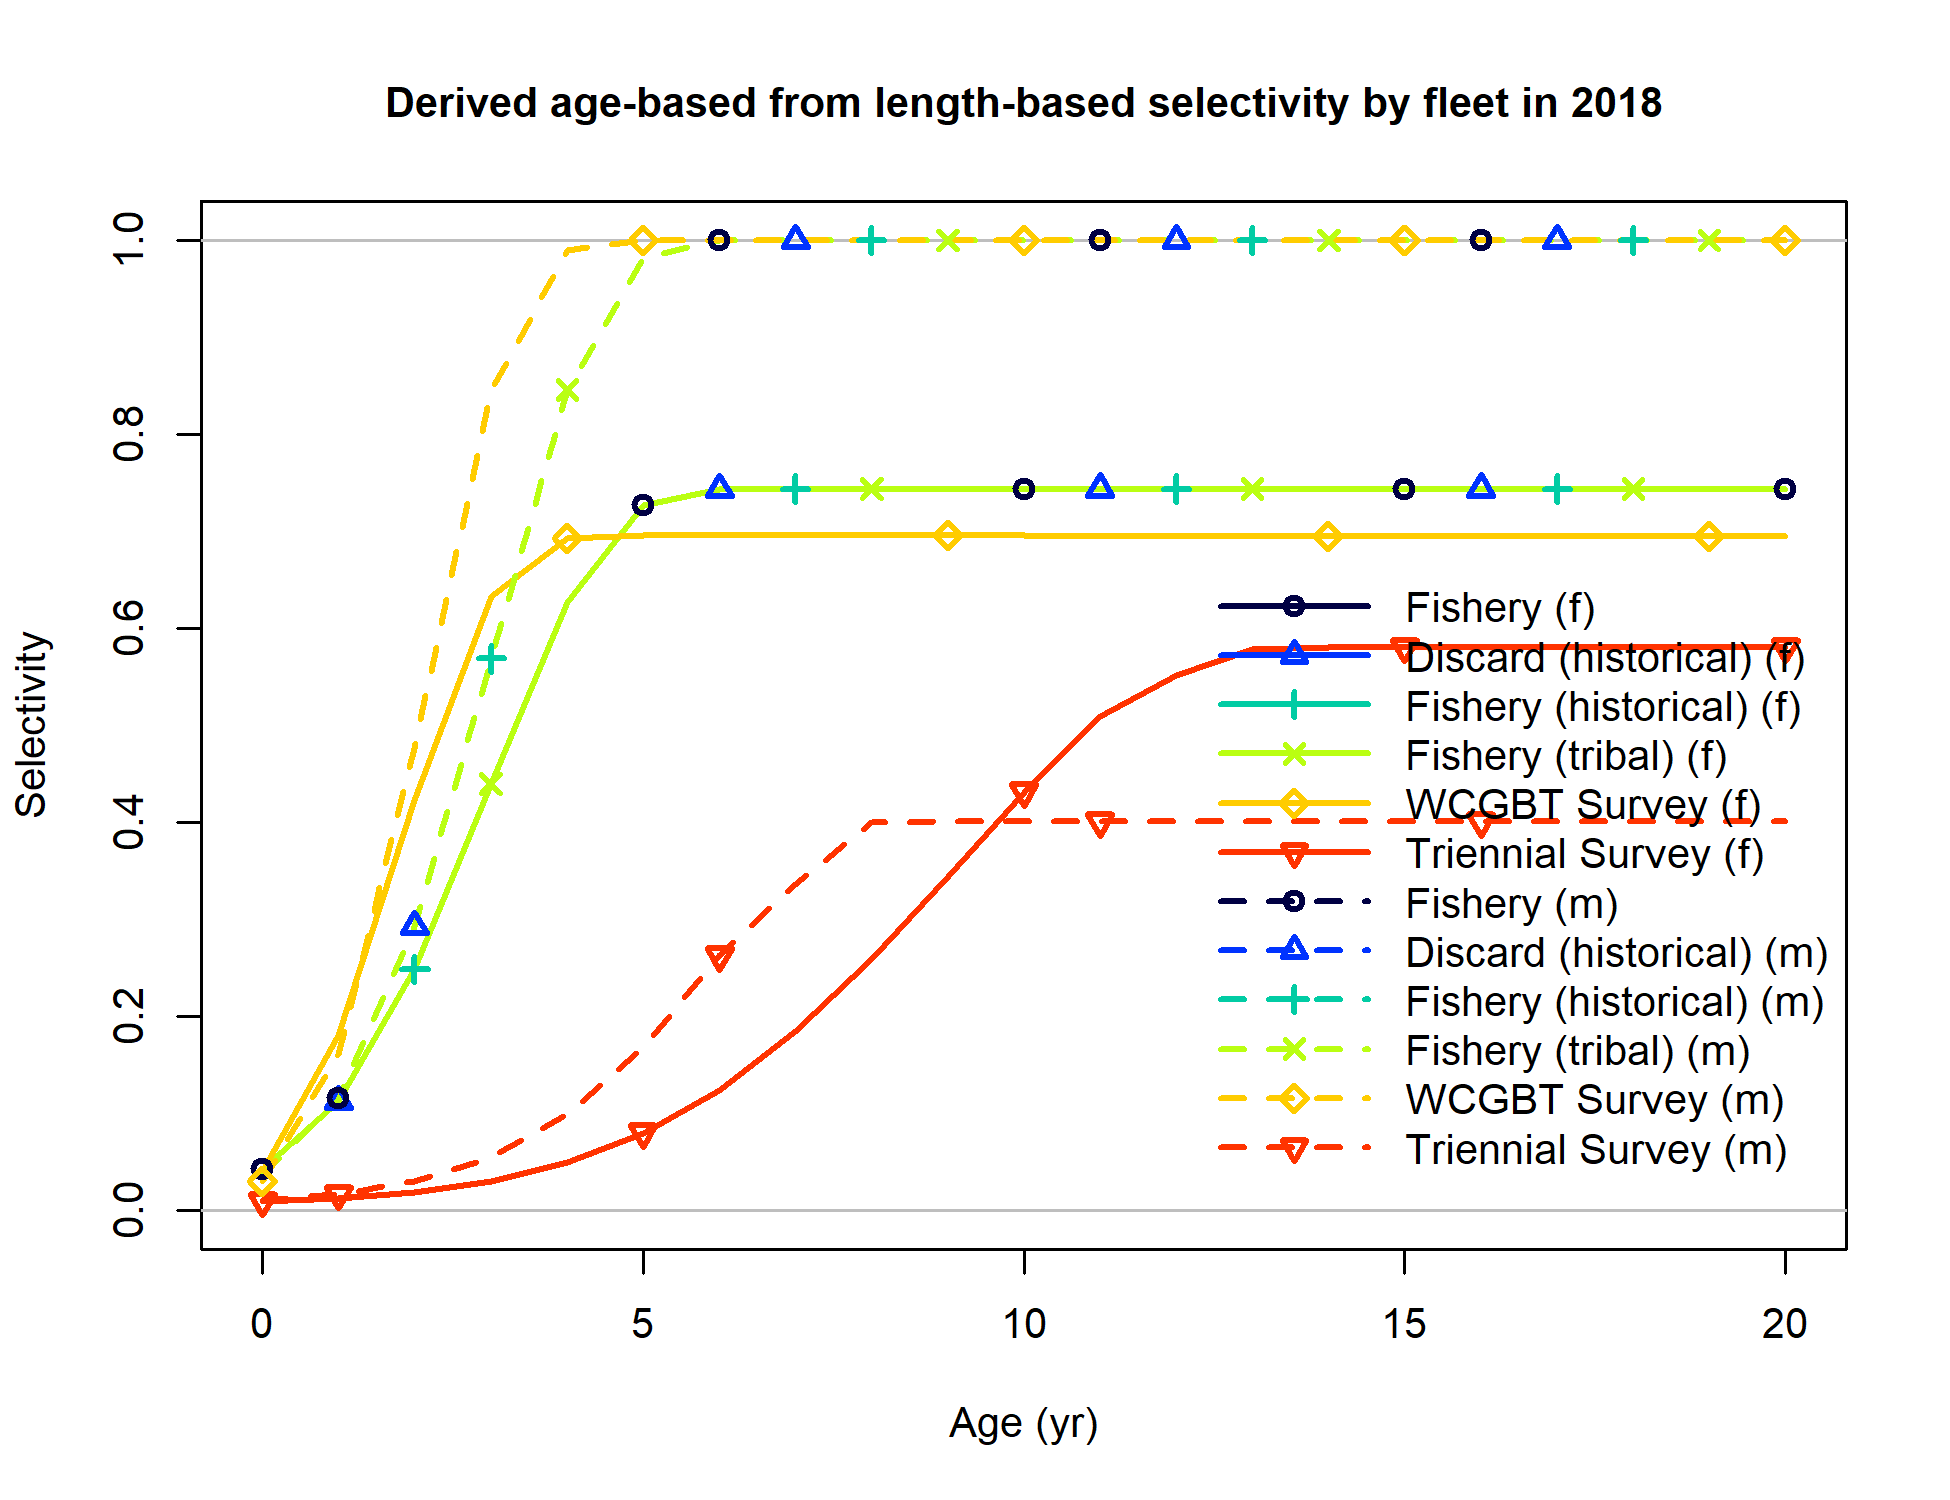 Derived age-based from length-based selectivity by fleet in 2018
Selectivity
1.0
0.8
0.6
0.4
0.2
0.0
Fishery (f)
Discard (historical) (f)
Fishery (historical) (f)
Fishery (tribal) (f)
WCGBT Survey (f)
Triennial Survey (f)
Fishery (m)
Discard (historical) (m)
Fishery (historical) (m)
Fishery (tribal) (m)
WCGBT Survey (m)
Triennial Survey (m)
0 5 10 15 20
Age (yr)